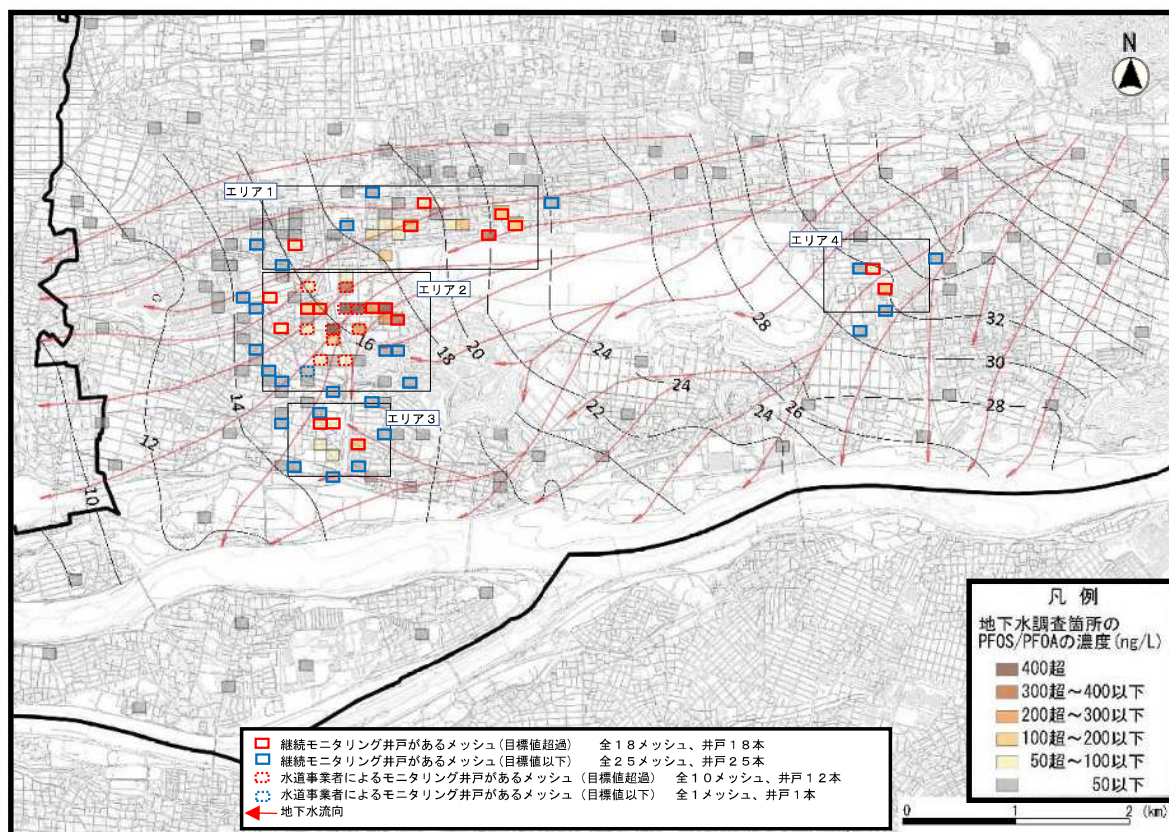 N
エリア1
エリア4
エリア2
エリア3
28
32
16
18
20
24
30
24
22
24
26
28
14
12
10
凡 例
地下水調査箇所の
PFOS/PFOAの濃度(ng/L)
400超
300超~400以下
200超~300以下
100超~200以下
50超~100以下
50以下
継続モニタリング井戸があるメッシュ(目標値超過) 全18メッシュ、井戸18本
継続モニタリング井戸があるメッシュ(目標値以下) 全25メッシュ、井戸25本
水道事業者によるモニタリング井戸があるメッシュ(目標値超過) 全10メッシュ、井戸12本
水道事業者によるモニタリング井戸があるメッシュ(目標値以下) 全1メッシュ、井戸1本
地下水流向
0 1 2 (km)